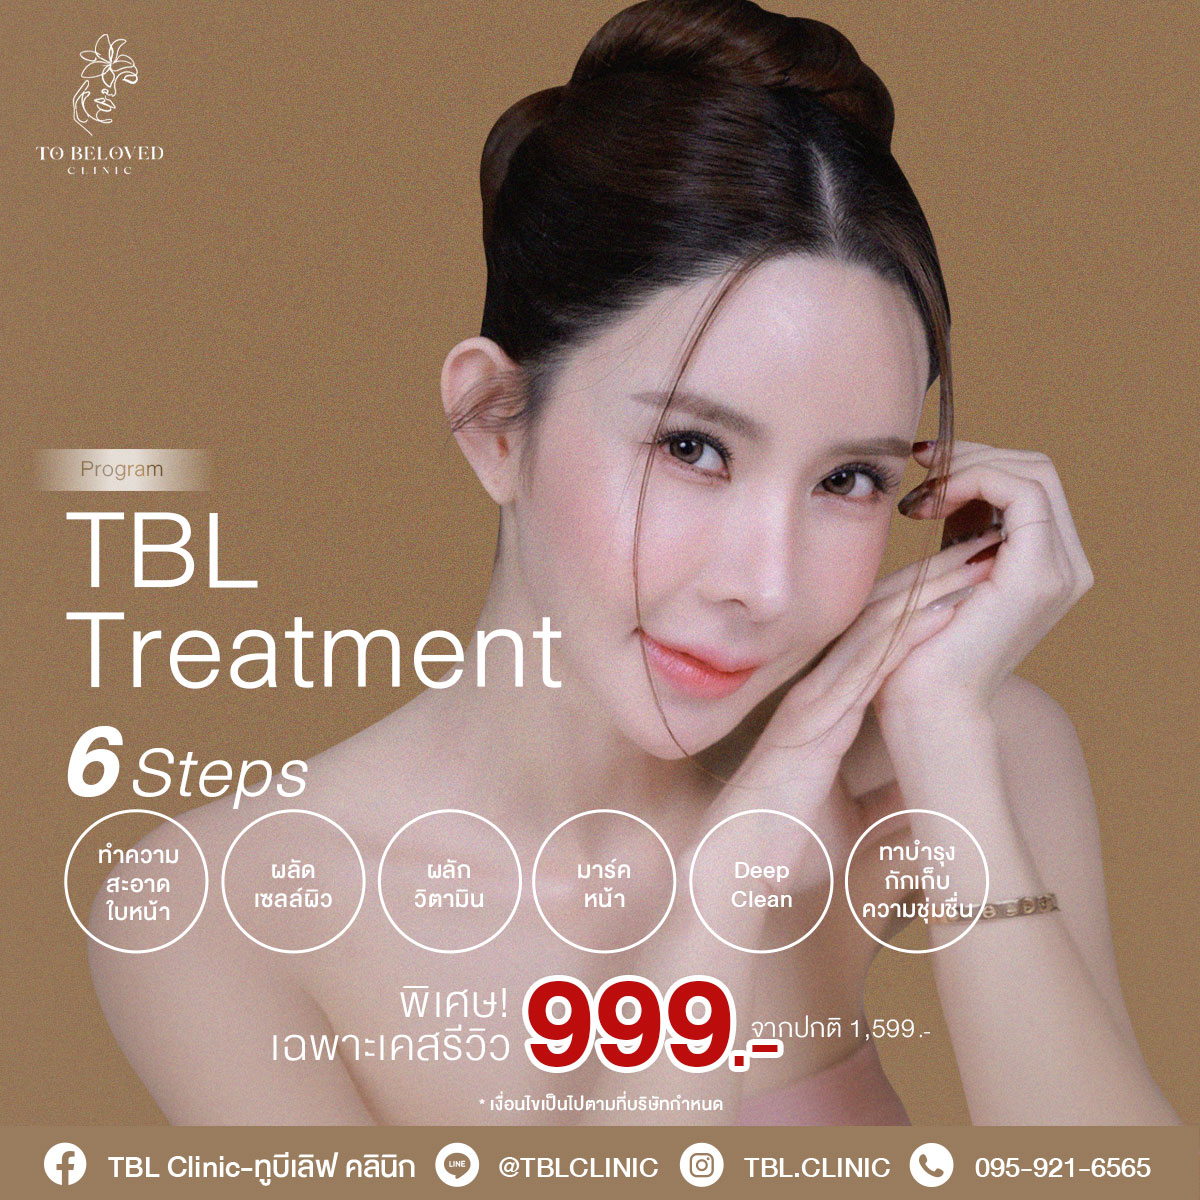 TO BELOVED
CLINIC
Program
TBL
Treatment
6 Steps
ทำความ
สะอาด
ใบหน้า
ผลัด
เซลล์ผิว
ผลัก
วิตามิน
มาร์ค
หน้า
Deep
Clean
ทาบำรุง
กักเก็บ
ความชุ่มชื่น
พิเศษ!
เฉพาะเคสรีวิว
999.-
จากปกติ 1,599.-
* เงื่อนไขเป็นไปตามที่บริษัทกำหนด
TBL Clinic-ทูบีเลิฟ คลินิก
LINE
@TBLCLINIC
TBL.CLINIC
095-921-6565